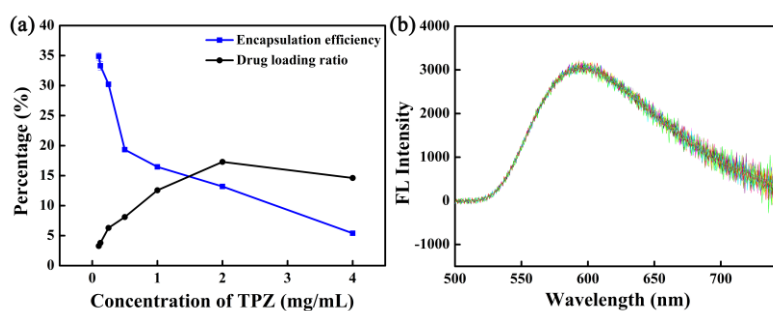 (a)
Encapsulation efficiency
Drug loading ratio
Percentage (%)
40
35
30
25
20
15
10
5
0
0 1 2 3 4
Concentration of TPZ (mg/mL)
(b)
FL Intensity
4000
3000
2000
1000
0
-1000
500 550 600 650 700
Wavelength (nm)